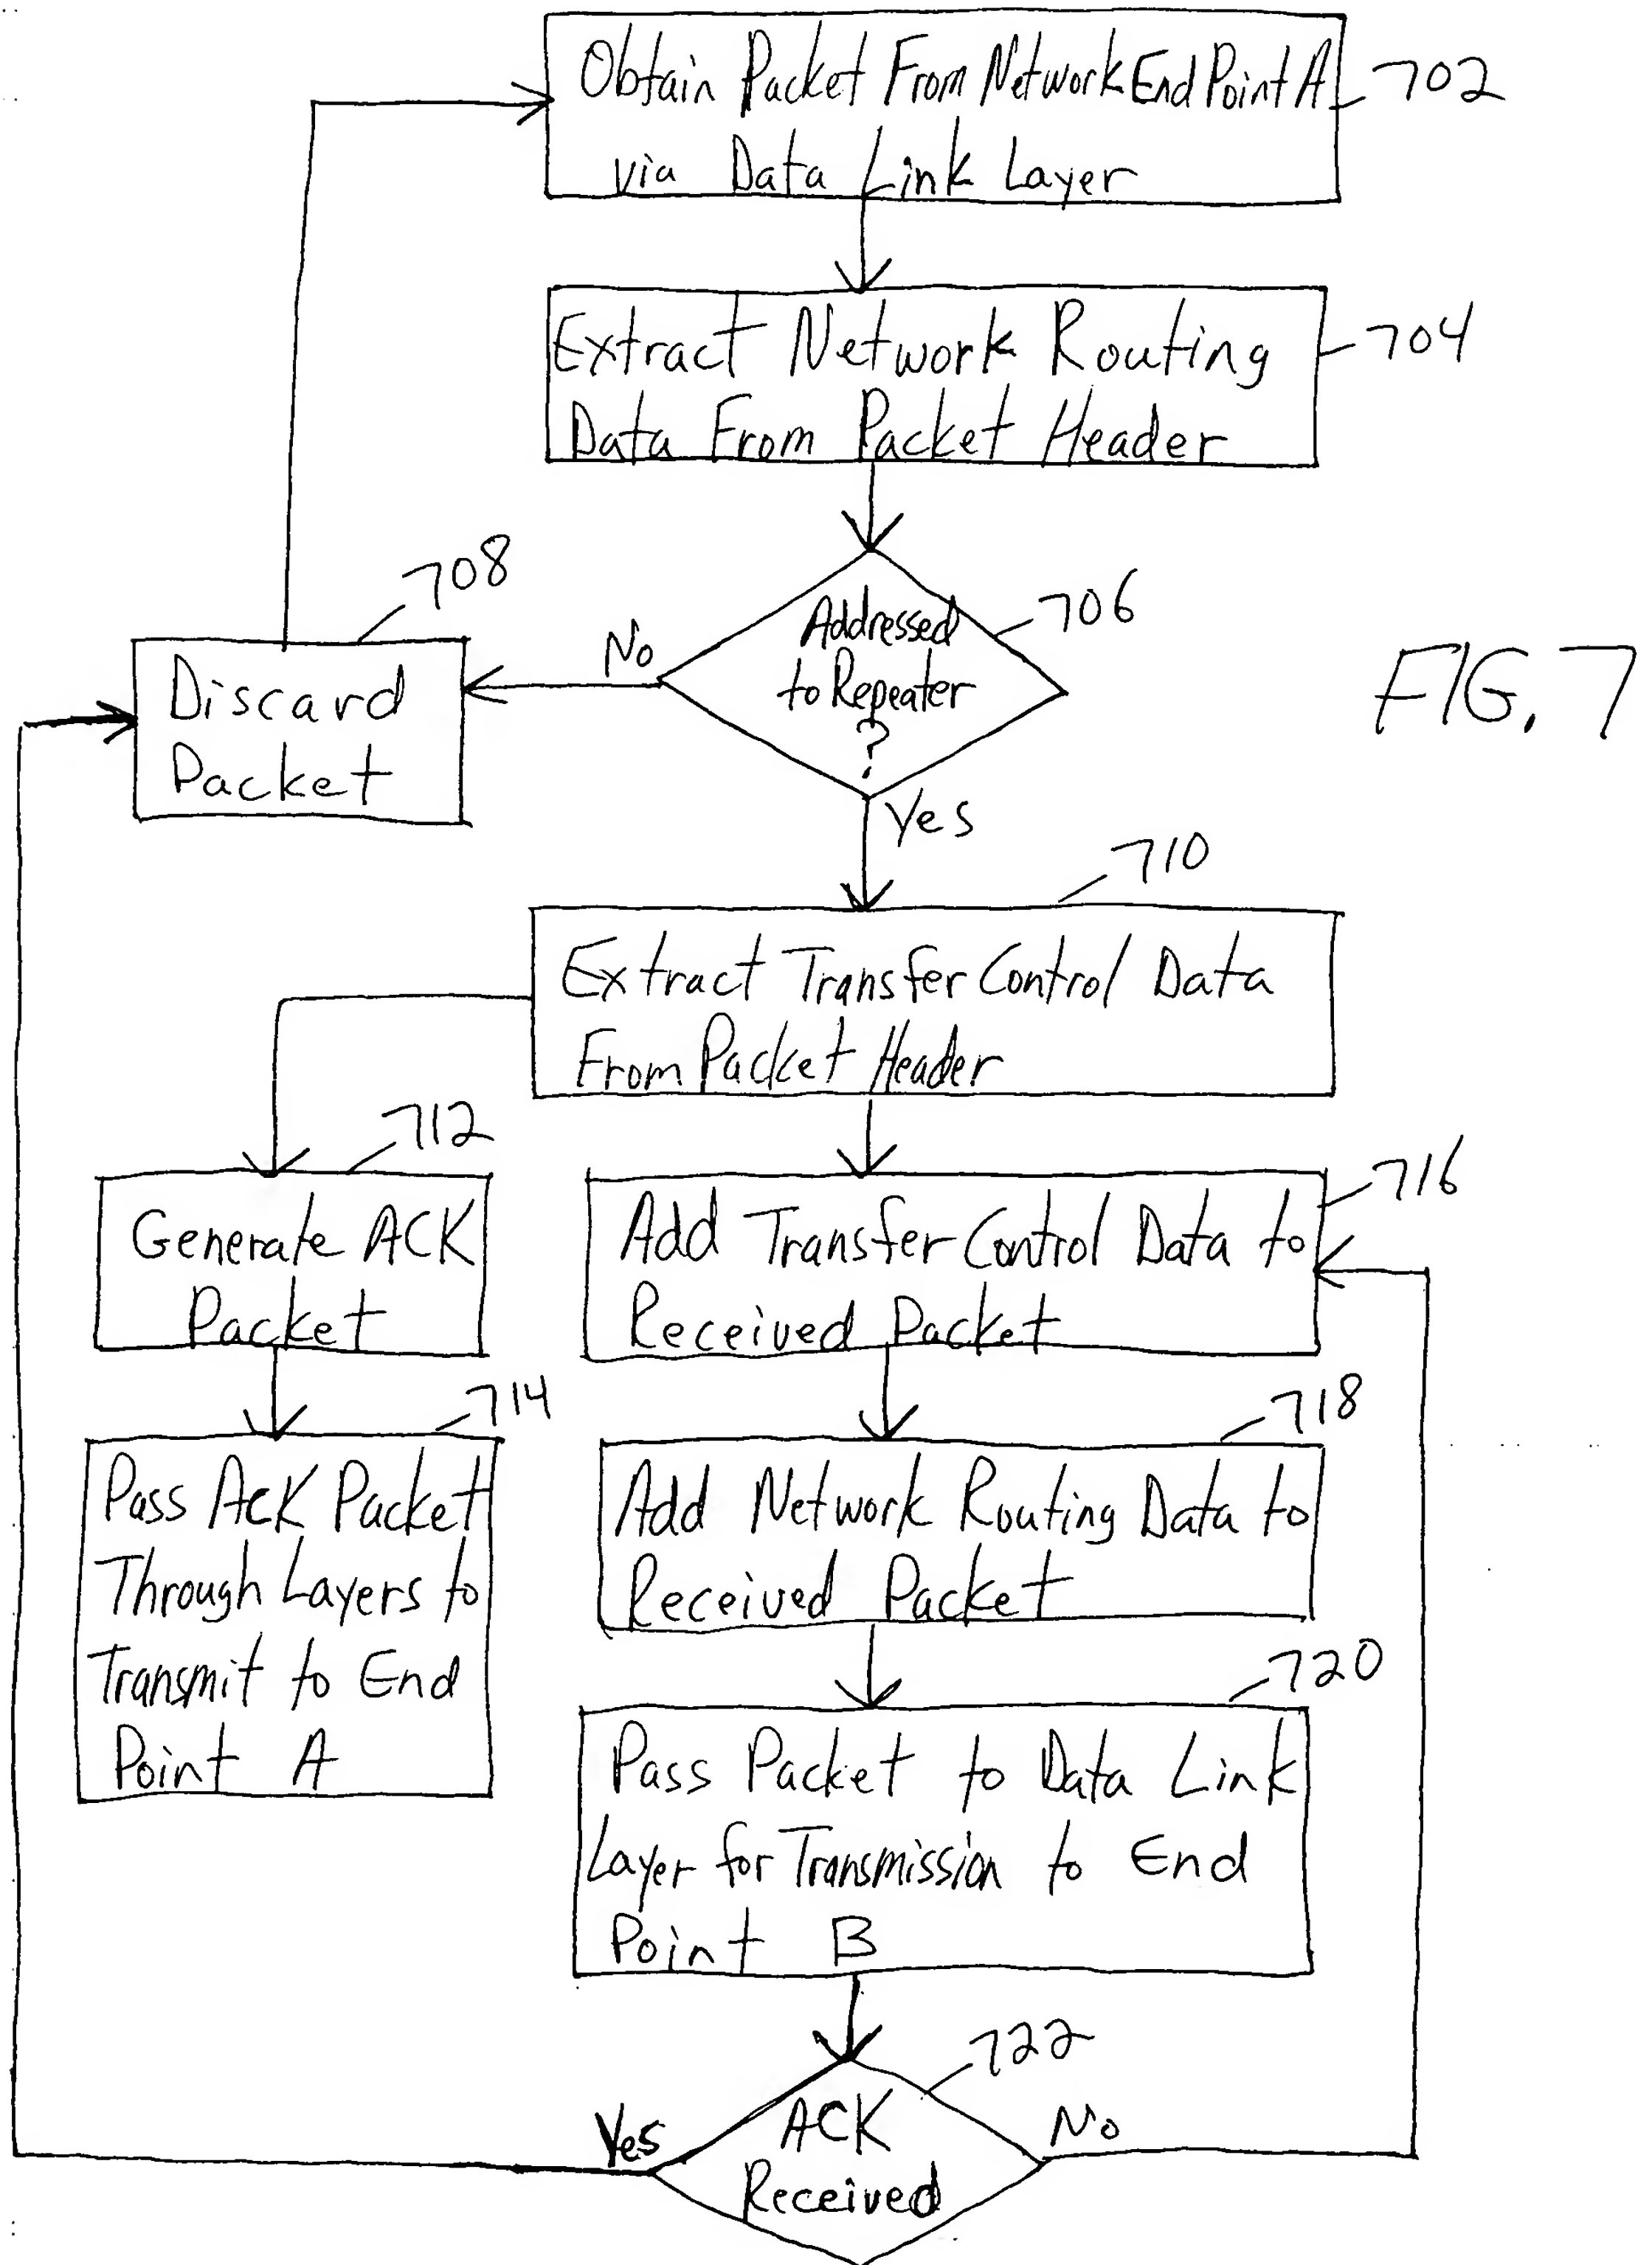 Obtain Packet From Network End Point A
via Data Link Layer
702
Extract Network Routing
Data From Packet Header
704
Addressed
to Repeater
?
706
No
Yes
708
Discard
Packet
FIG. 7
710
Extract Transfer Control Data
From Packet Header
712
Generate ACK
Packet
714
Pass ACK Packet
Through Layers to
Transmit to End
Point A
716
Add Transfer Control Data to
Received Packet
718
Add Network Routing Data to
Received Packet
720
Pass Packet to Data Link
Layer for Transmission to End
Point B
722
ACK
Received
Yes
No